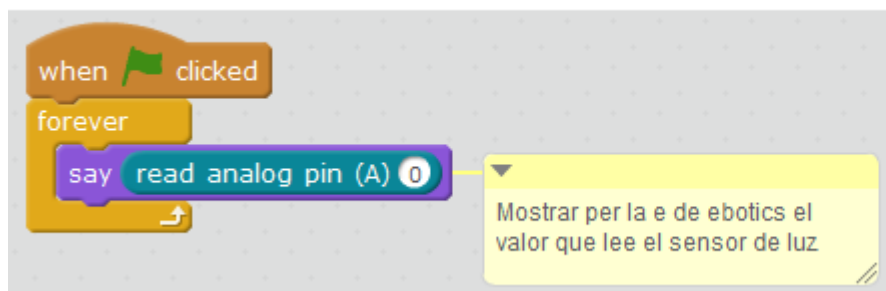 when clicked
forever
say read analog pin (A) 0
Mostrar per la e de ebotics el
valor que lee el sensor de luz